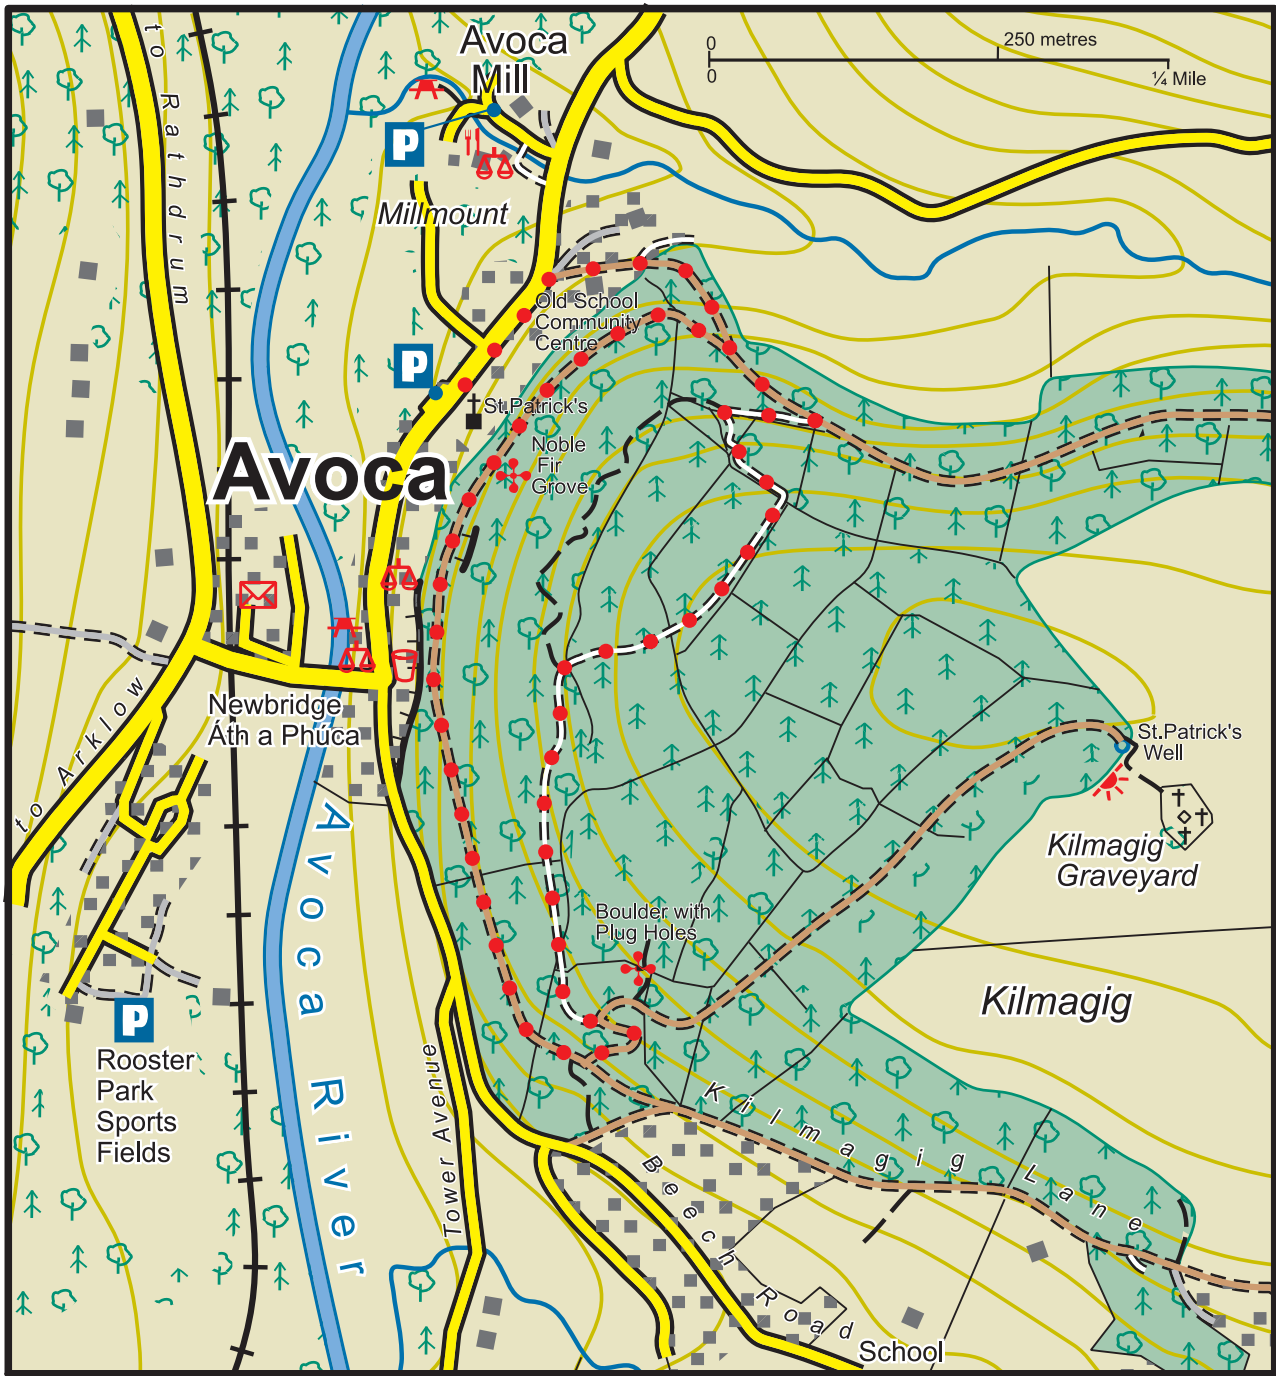 to Rathdrum
Avoca
Mill
0
250 metres
0
¼ Mile
P
Millmount
Old School
Community
Centre
P
St.Patrick's
Avoca
Noble
Fir
Grove
Newbridge
Áth a Phúca
to Arklow
St.Patrick's
Well
Kilmagig
Graveyard
Avoca River
Boulder with
Plug Holes
Kilmagig
P
Rooster
Park
Sports
Fields
Tower Avenue
Kilmagig Lane
Beech Road
School